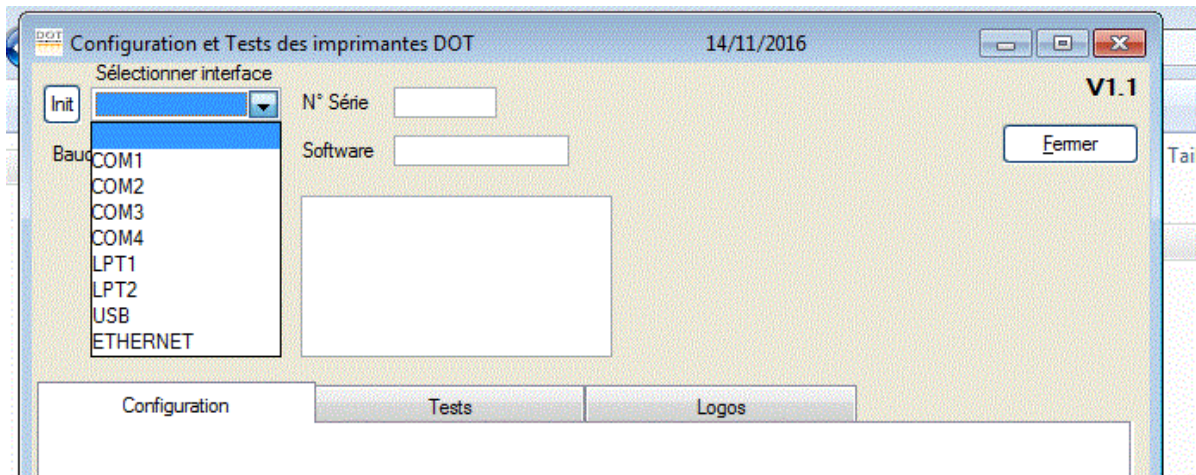 DOT Configuration et Tests des imprimantes DOT 14/11/2016
Sélectionner interface
V1.1
Init
N° Série
Fermer
Software
COM1
COM2
COM3
COM4
LPT1
LPT2
USB
ETHERNET
Configuration Tests Logos